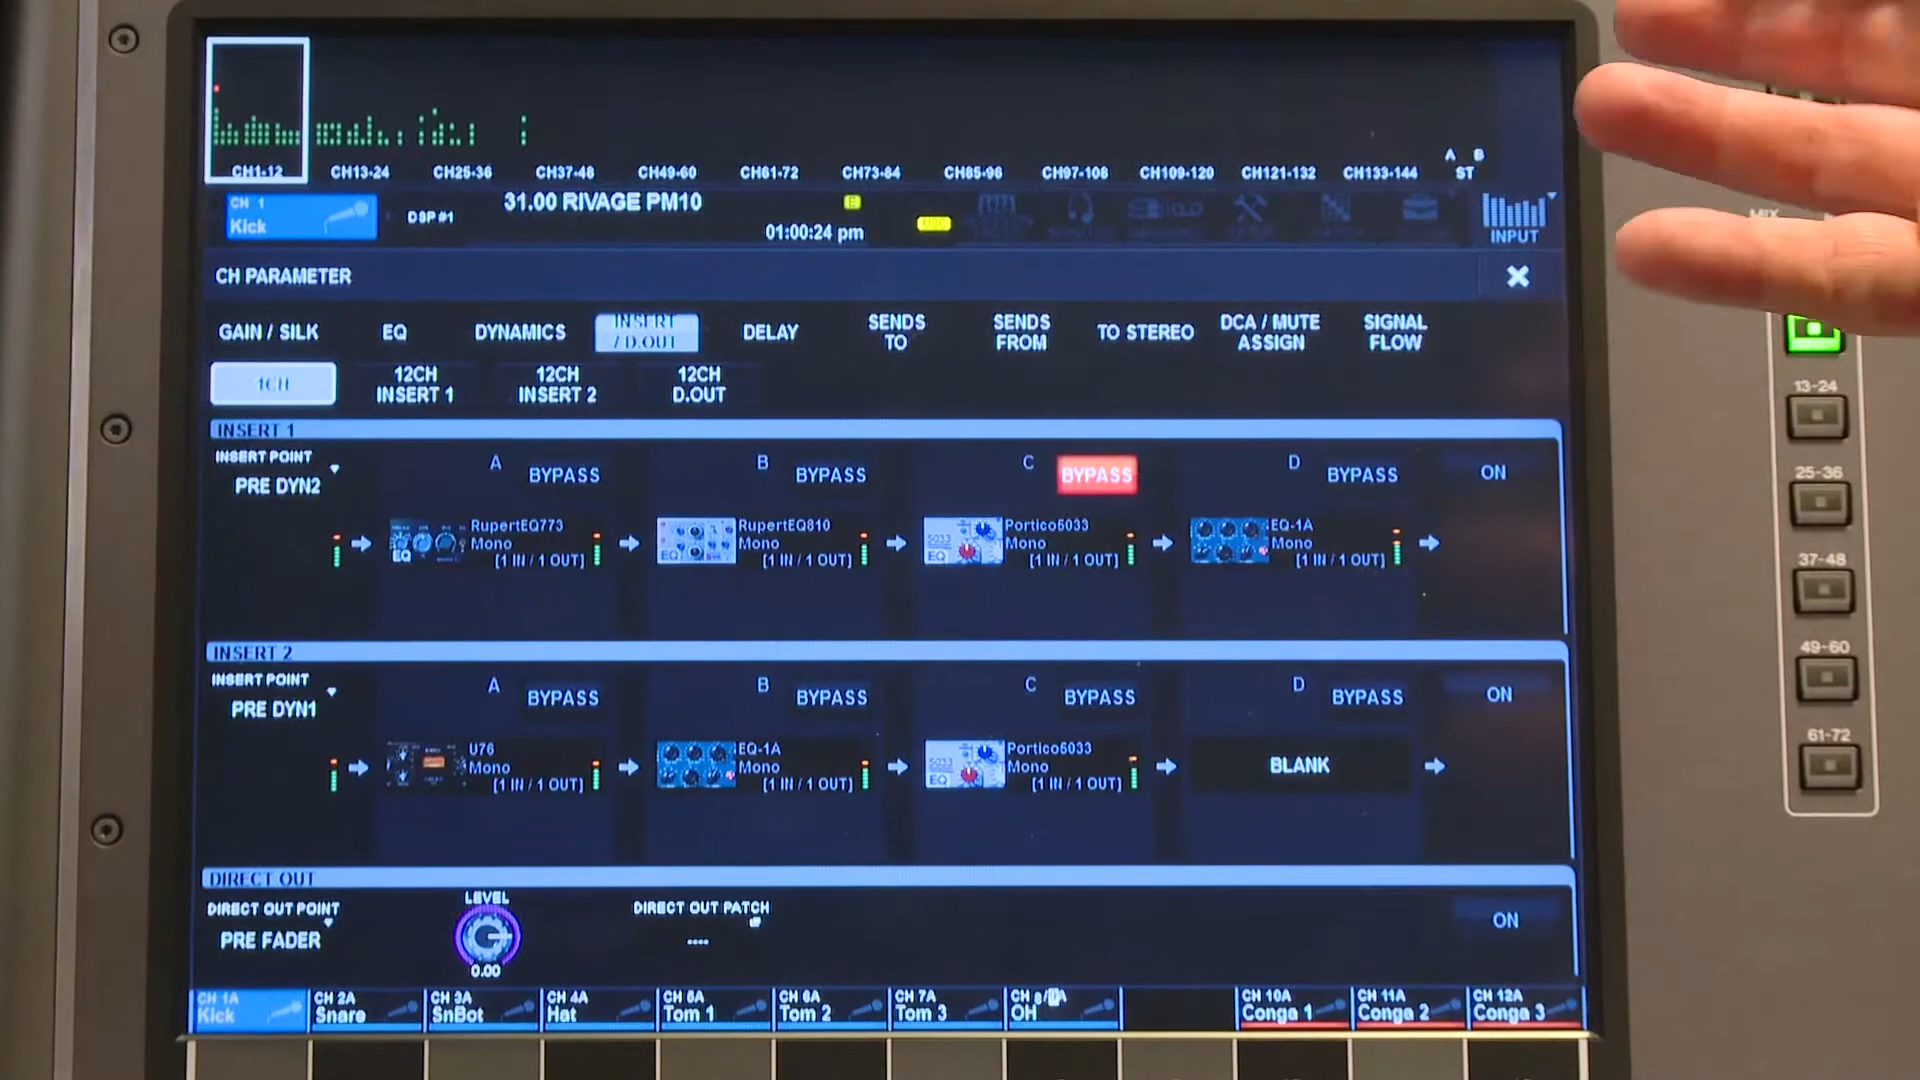 CH1-12 CH13-24 CH25-36 CH37-48 CH49-60 CH61-72 CH73-84 CH85-96 CH97-108 CH109-120 CH121-132 CH133-144 A B ST
CH 1
Kick
DSP #1
31.00 RIVAGE PM10
E
01:00:24 pm
INPUT
CH PARAMETER
GAIN / SILK
EQ
DYNAMICS
INSERT
/ D.OUT
DELAY
SENDS
TO
SENDS
FROM
TO STEREO
DCA / MUTE
ASSIGN
SIGNAL
FLOW
1CH
12CH
INSERT 1
12CH
INSERT 2
12CH
D.OUT
INSERT 1
INSERT POINT
PRE DYN2
A BYPASS
B BYPASS
C BYPASS
D BYPASS
ON
EQ
RupertEQ773
Mono
[1 IN / 1 OUT]
RupertEQ810
Mono
[1 IN / 1 OUT]
5033
EQ
Portico5033
Mono
[1 IN / 1 OUT]
EQ-1A
Mono
[1 IN / 1 OUT]
INSERT 2
INSERT POINT
PRE DYN1
A BYPASS
B BYPASS
C BYPASS
D BYPASS
ON
U76
Mono
[1 IN / 1 OUT]
EQ-1A
Mono
[1 IN / 1 OUT]
5033
EQ
Portico5033
Mono
[1 IN / 1 OUT]
BLANK
DIRECT OUT
DIRECT OUT POINT
PRE FADER
LEVEL
0.00
DIRECT OUT PATCH
----
ON
CH 1A
Kick
CH 2A
Snare
CH 3A
SnBot
CH 4A
Hat
CH 5A
Tom 1
CH 6A
Tom 2
CH 7A
Tom 3
OH
CH 10A
Conga 1
CH 11A
Conga 2
CH 12A
Conga 3
MIX
13-24
25-36
37-48
49-60
61-72